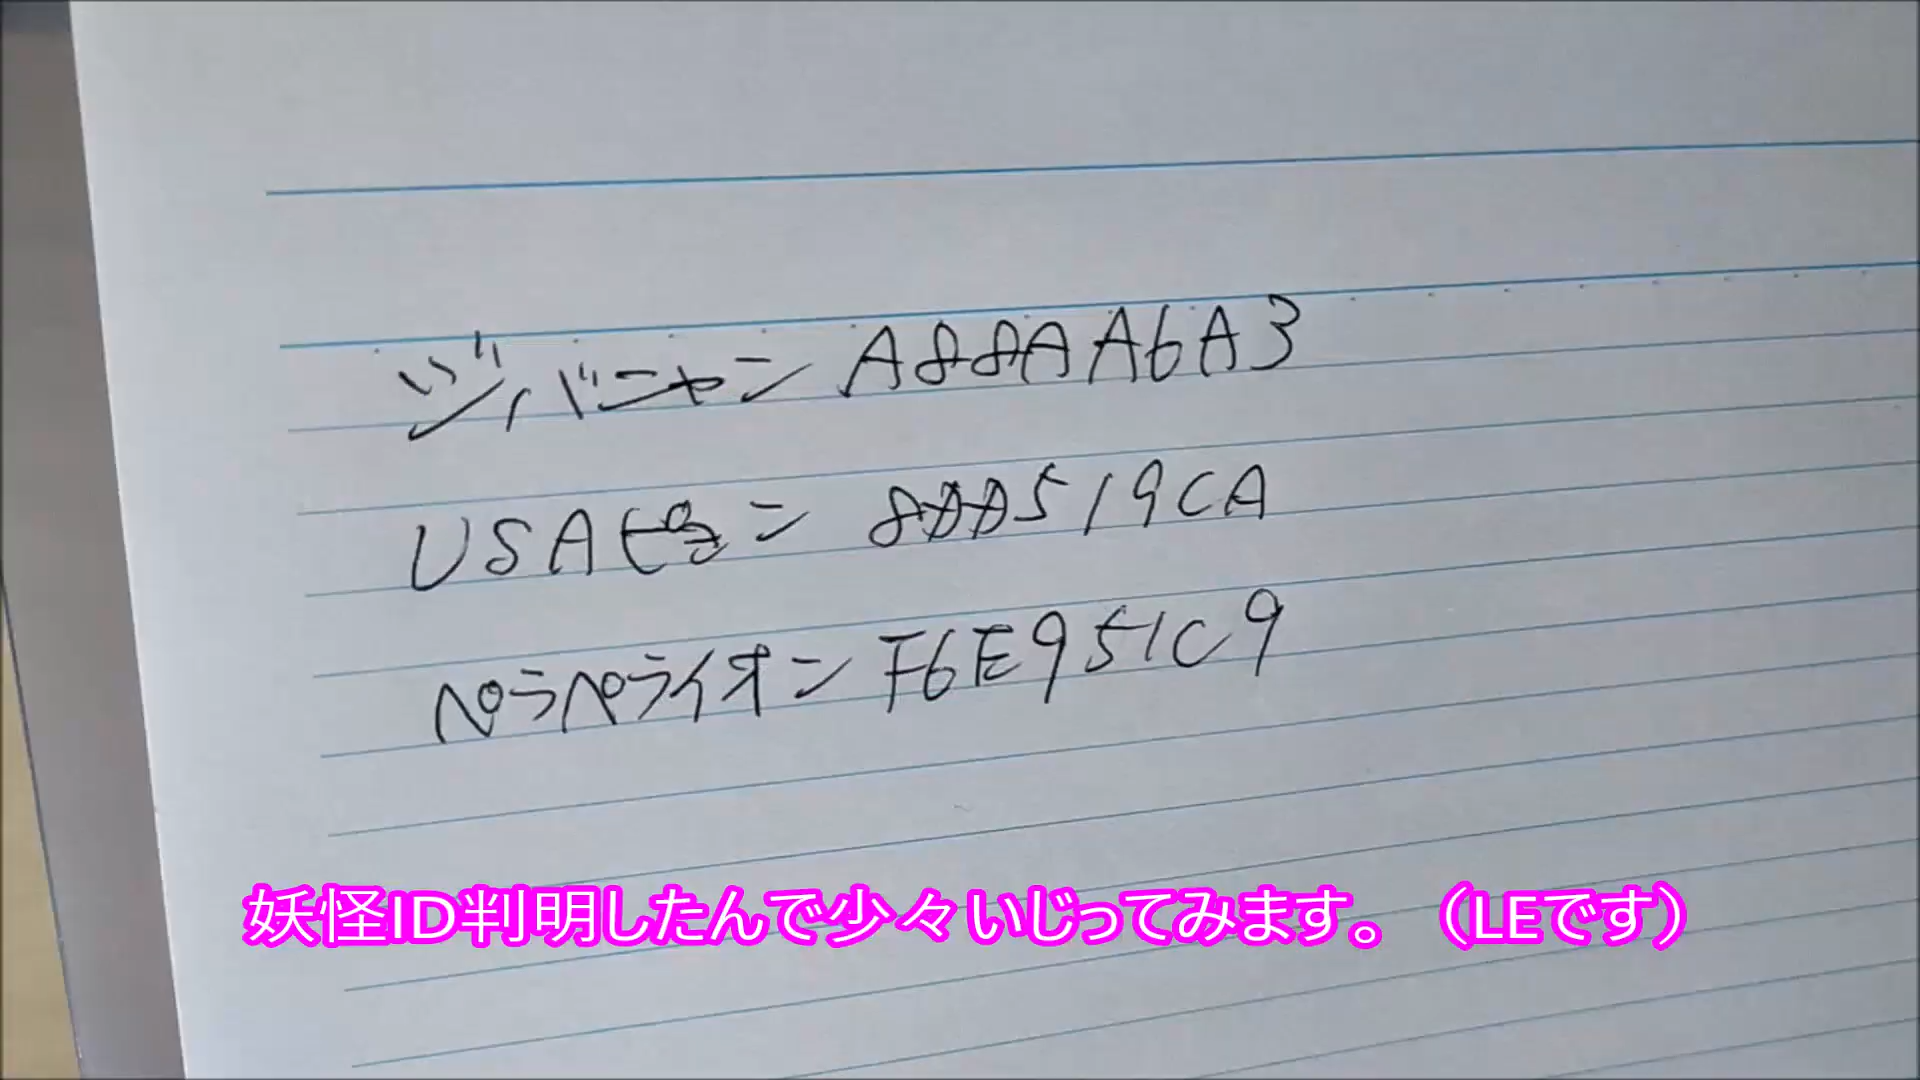 ジバニャン A88AA6A3
USAピョン 800519CA
ペラペライオン F6E951C9
妖怪ID判明したんで少々いじってみます。（LEです）